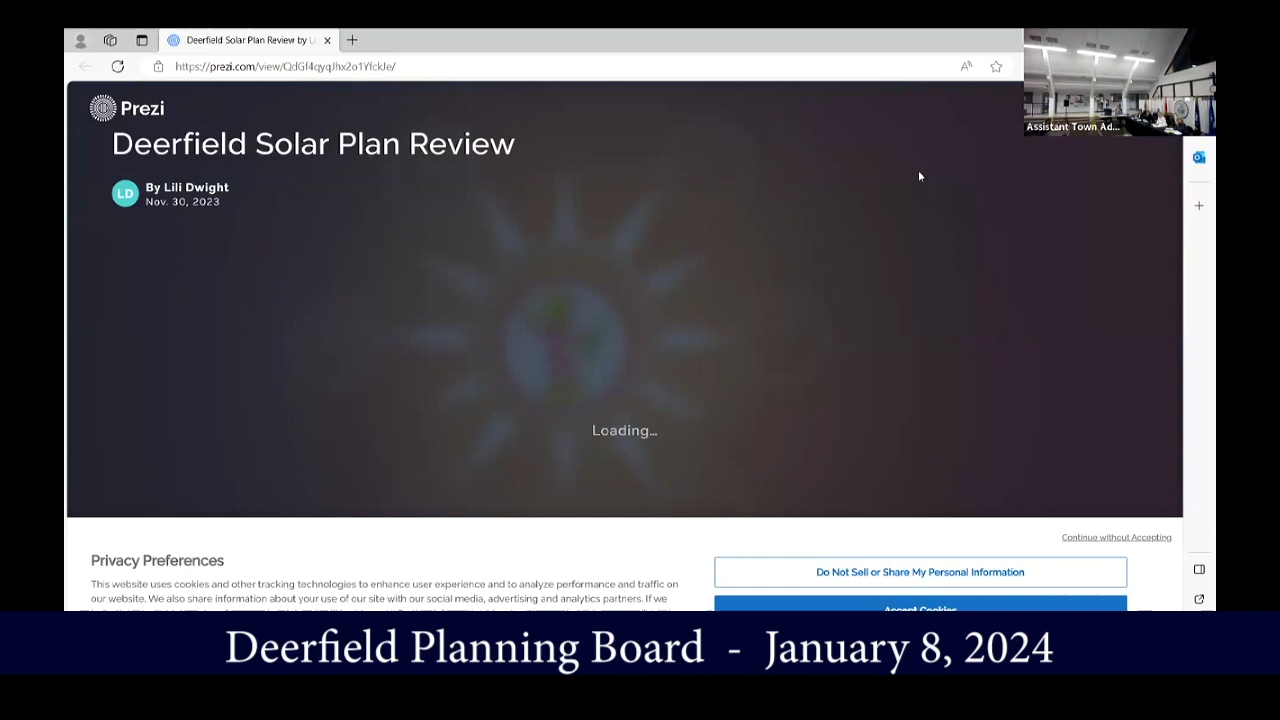 Deerfield Solar Plan Review by Li
https://prezi.com/view/QdGf4qyqJhx2o1YfckJe/
Assistant Town Ad...
Prezi
Deerfield Solar Plan Review
LD
By Lili Dwight
Nov. 30, 2023
Loading...
Continue without Accepting
Privacy Preferences
Do Not Sell or Share My Personal Information
This website uses cookies and other tracking technologies to enhance user experience and to analyze performance and traffic on
our website. We also share information about your use of our site with our social media, advertising and analytics partners. If we
Accept Cookies
Deerfield Planning Board - January 8, 2024